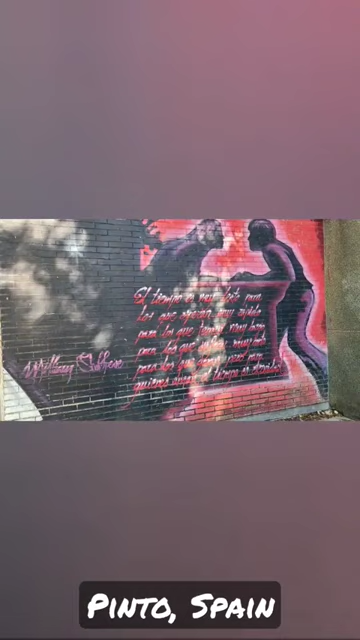 El tiempo es muy lento para
los que esperan, muy rápido
para los que temen, muy largo
para los que sufren, muy corto
para los que gozan, pero para
quienes aman, el tiempo es eternidad
William
Pinto, Spain